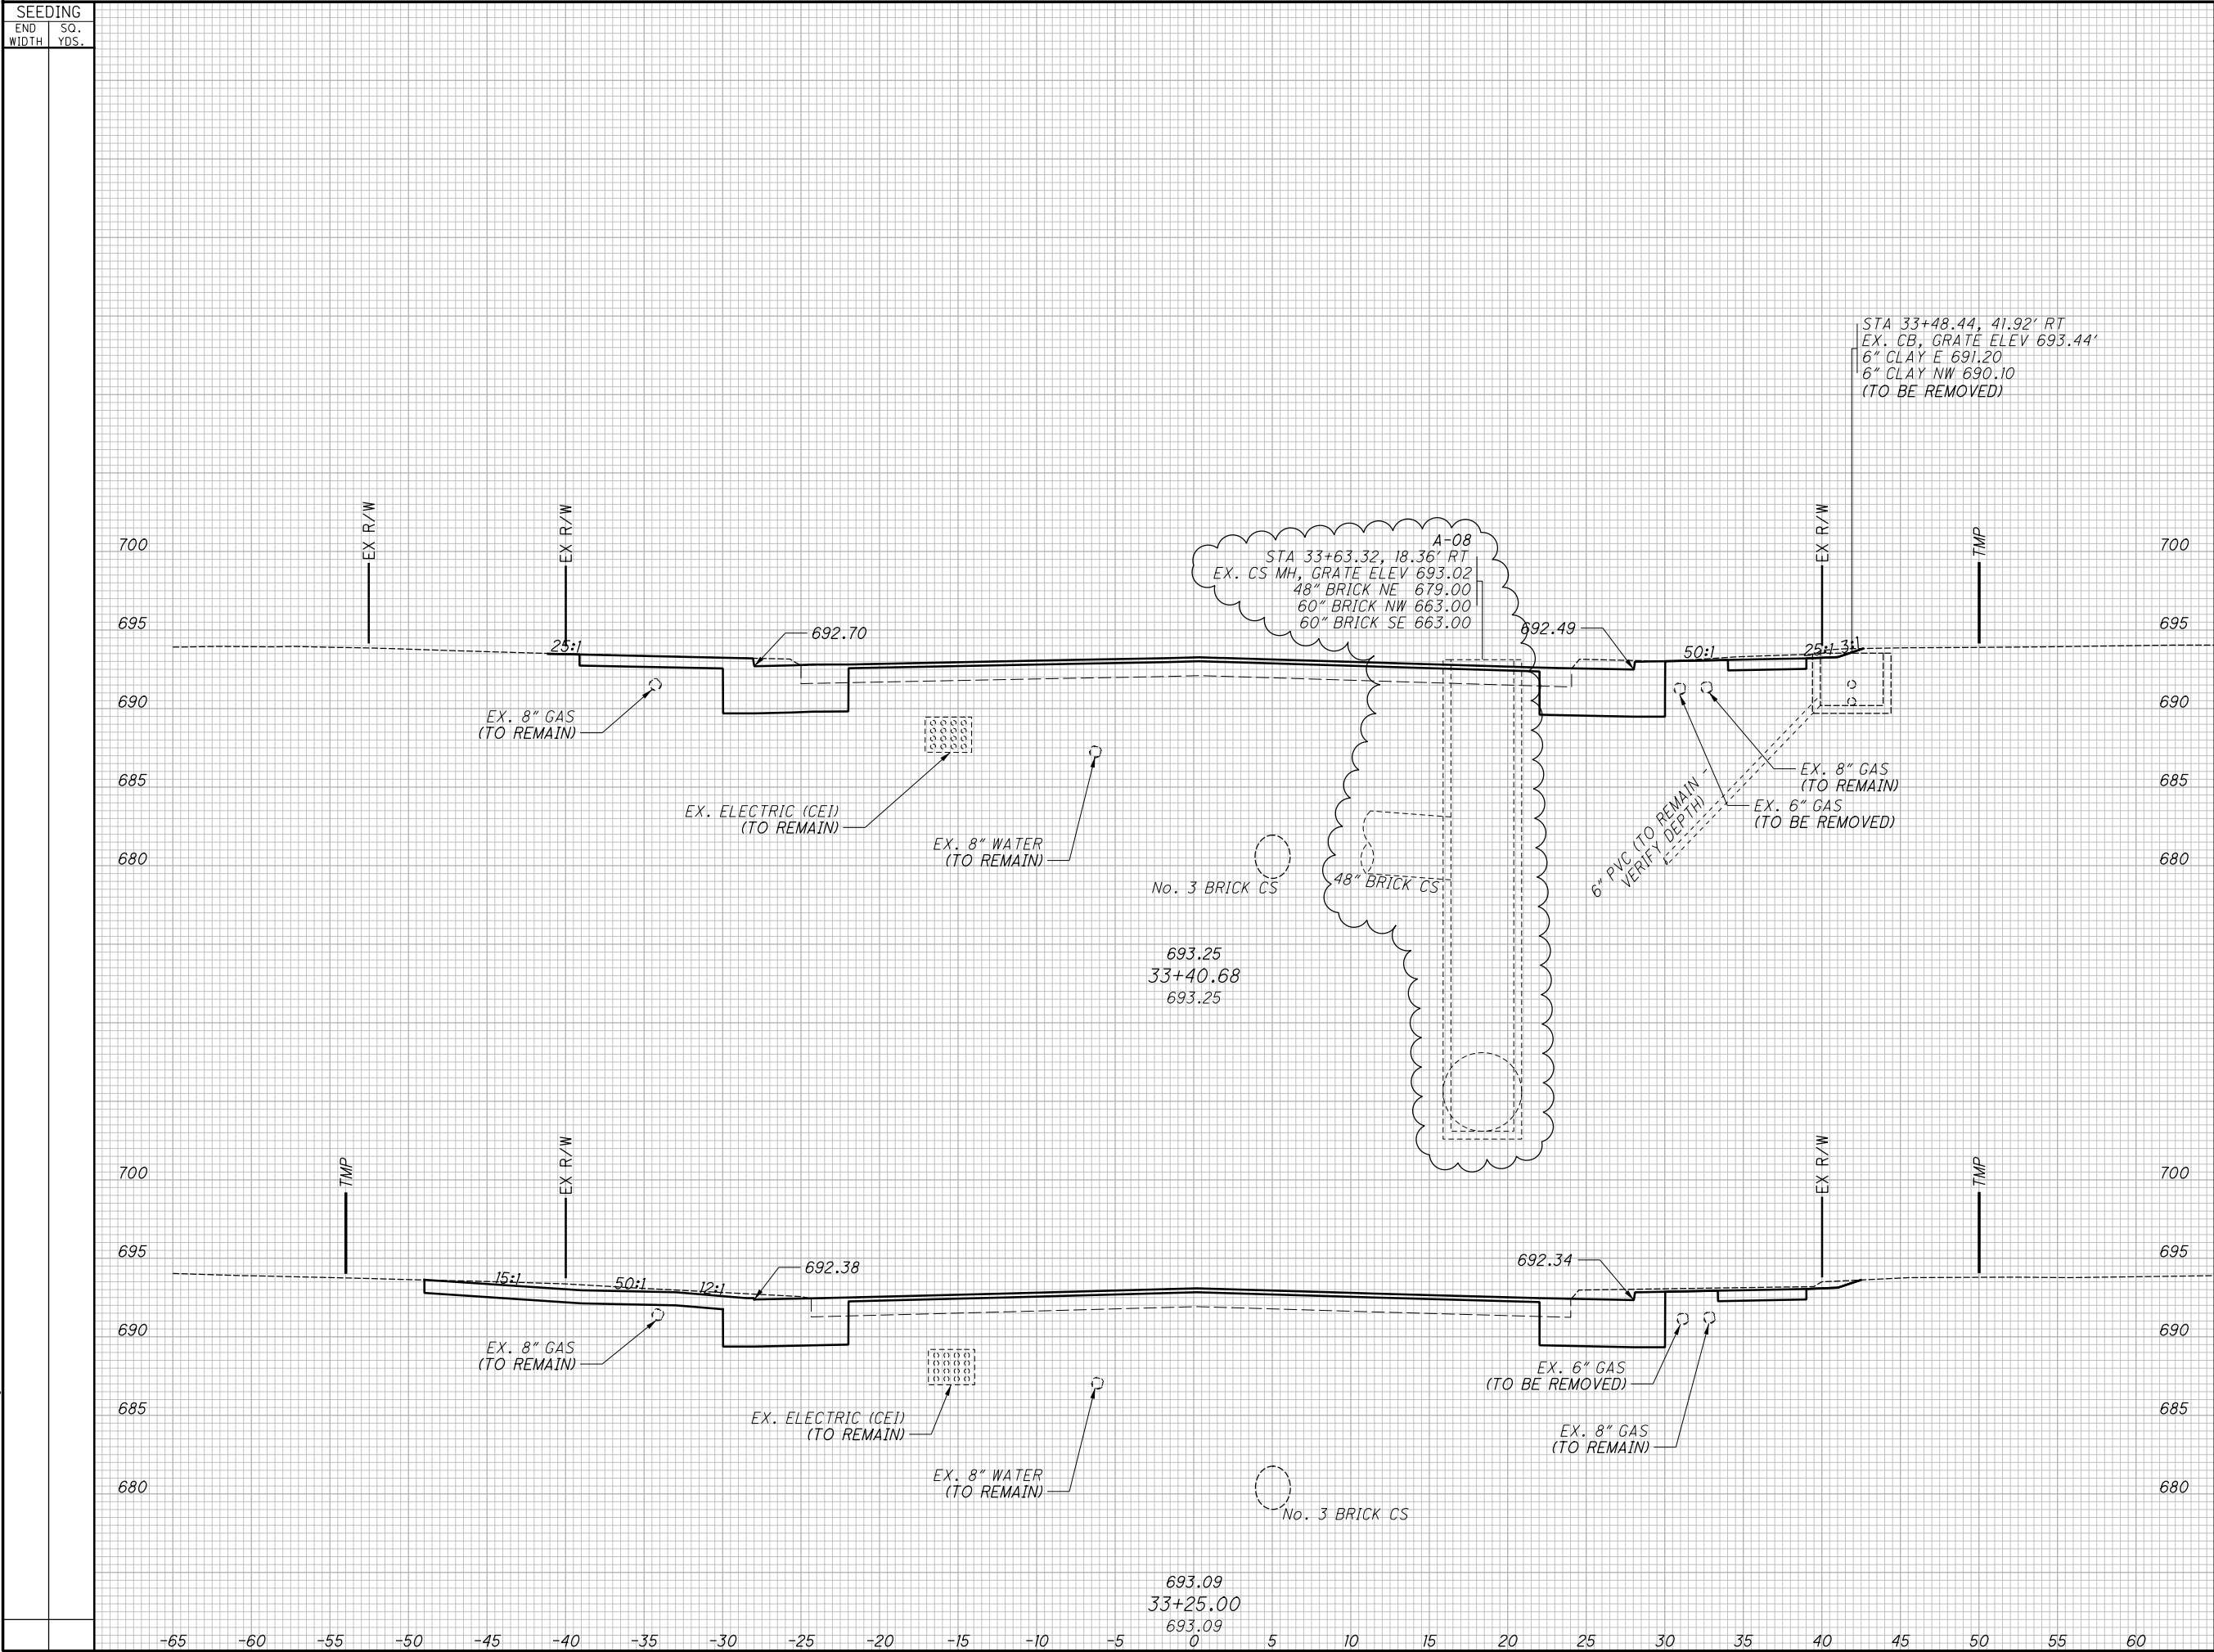 SEEDING
END WIDTH
SQ. YDS.
STA 33+48.44, 41.92' RT
EX. CB, GRATE ELEV 693.44'
6" CLAY E 691.20
6" CLAY NW 690.10
(TO BE REMOVED)
EX R/W
EX R/W
EX R/W
TMP
A-08
STA 33+63.32, 18.36' RT
EX. CS MH, GRATE ELEV 693.02
48" BRICK NE 679.00
60" BRICK NW 663.00
60" BRICK SE 663.00
700
700
695
695
692.70
692.49
25:1
50:1
25:1
3:1
690
690
EX. 8" GAS
(TO REMAIN)
EX. 8" GAS
(TO REMAIN)
685
685
EX. 6" GAS
(TO BE REMOVED)
EX. ELECTRIC (CEI)
(TO REMAIN)
EX. 8" WATER
(TO REMAIN)
6" PVC (TO REMAIN
VERIFY DEPTH)
680
680
No. 3 BRICK CS
48" BRICK CS
693.25
33+40.68
693.25
TMP
EX R/W
EX R/W
TMP
700
700
695
695
692.38
692.34
15:1
50:1
12:1
690
690
EX. 8" GAS
(TO REMAIN)
EX. 6" GAS
(TO BE REMOVED)
685
685
EX. ELECTRIC (CEI)
(TO REMAIN)
EX. 8" GAS
(TO REMAIN)
EX. 8" WATER
(TO REMAIN)
680
680
No. 3 BRICK CS
693.09
33+25.00
693.09
-65 -60 -55 -50 -45 -40 -35 -30 -25 -20 -15 -10 -5 0 5 10 15 20 25 30 35 40 45 50 55 60